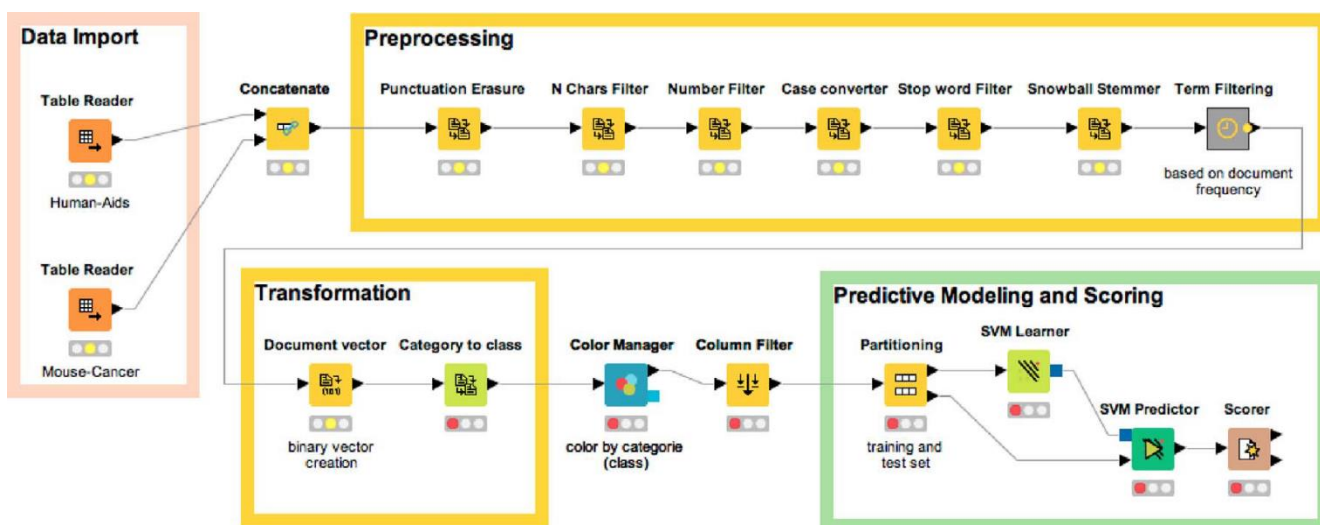 Data Import
Table Reader
Human-Aids
Table Reader
Mouse-Cancer
Concatenate
Preprocessing
Punctuation Erasure
N Chars Filter
Number Filter
Case converter
Stop word Filter
Snowball Stemmer
Term Filtering
based on document
frequency
Transformation
Document vector
(101)
binary vector
creation
Category to class
Color Manager
color by categorie
(class)
Column Filter
Predictive Modeling and Scoring
Partitioning
training and
test set
SVM Learner
SVM Predictor
Scorer